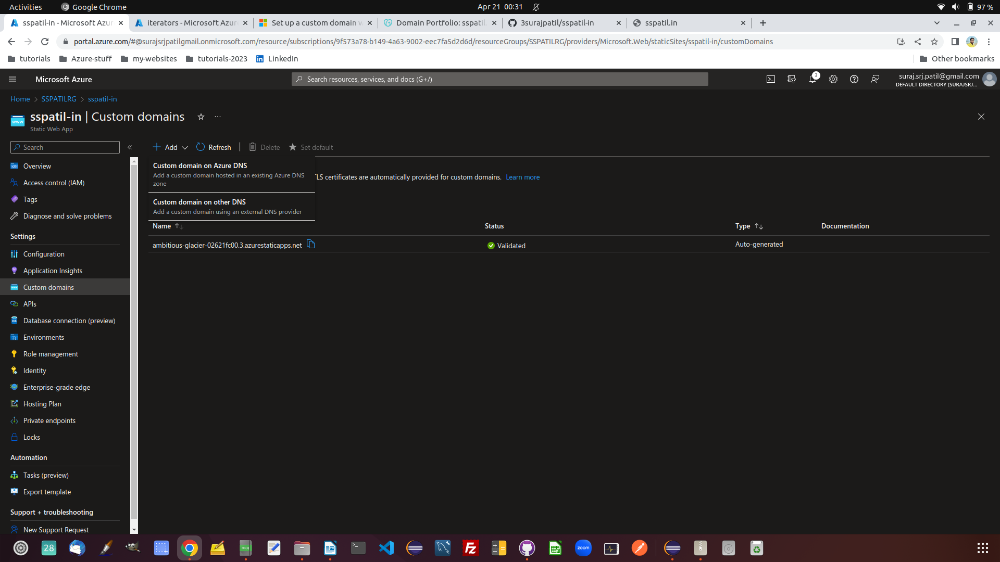 Activities
Google Chrome
Apr 21 00:31
97 %
sspatil-in - Microsoft Azur
iterators - Microsoft Azur
Set up a custom domain w
Domain Portfolio: sspatil.
3surajpatil/sspatil-in
sspatil.in
portal.azure.com/#@surajsrjpatilgmail.onmicrosoft.com/resource/subscriptions/9f573a78-b149-4a63-9002-eec7fa5d2d6d/resourceGroups/SSPATILRG/providers/Microsoft.Web/staticSites/sspatil-in/customDomains
tutorials
Azure-stuff
my-websites
tutorials-2023
LinkedIn
Other bookmarks
Microsoft Azure
Search resources, services, and docs (G+/)
3
suraj.srj.patil@gmail.com
DEFAULT DIRECTORY (SURAJSRJ...
Home > SSPATILRG > sspatil-in
sspatil-in | Custom domains
Static Web App
Search
Add
Refresh
Delete
Set default
Custom domain on Azure DNS
Add a custom domain hosted in an existing Azure DNS
zone
Custom domain on other DNS
Add a custom domain using an external DNS provider
TLS certificates are automatically provided for custom domains. Learn more
Name
Status
Type
Documentation
ambitious-glacier-02621fc00.3.azurestaticapps.net
Validated
Auto-generated
Overview
Access control (IAM)
Tags
Diagnose and solve problems
Settings
Configuration
Application Insights
Custom domains
APIs
Database connection (preview)
Environments
Role management
Identity
Enterprise-grade edge
Hosting Plan
Private endpoints
Locks
Automation
Tasks (preview)
Export template
Support + troubleshooting
New Support Request
28
nqq
FZ
zoom